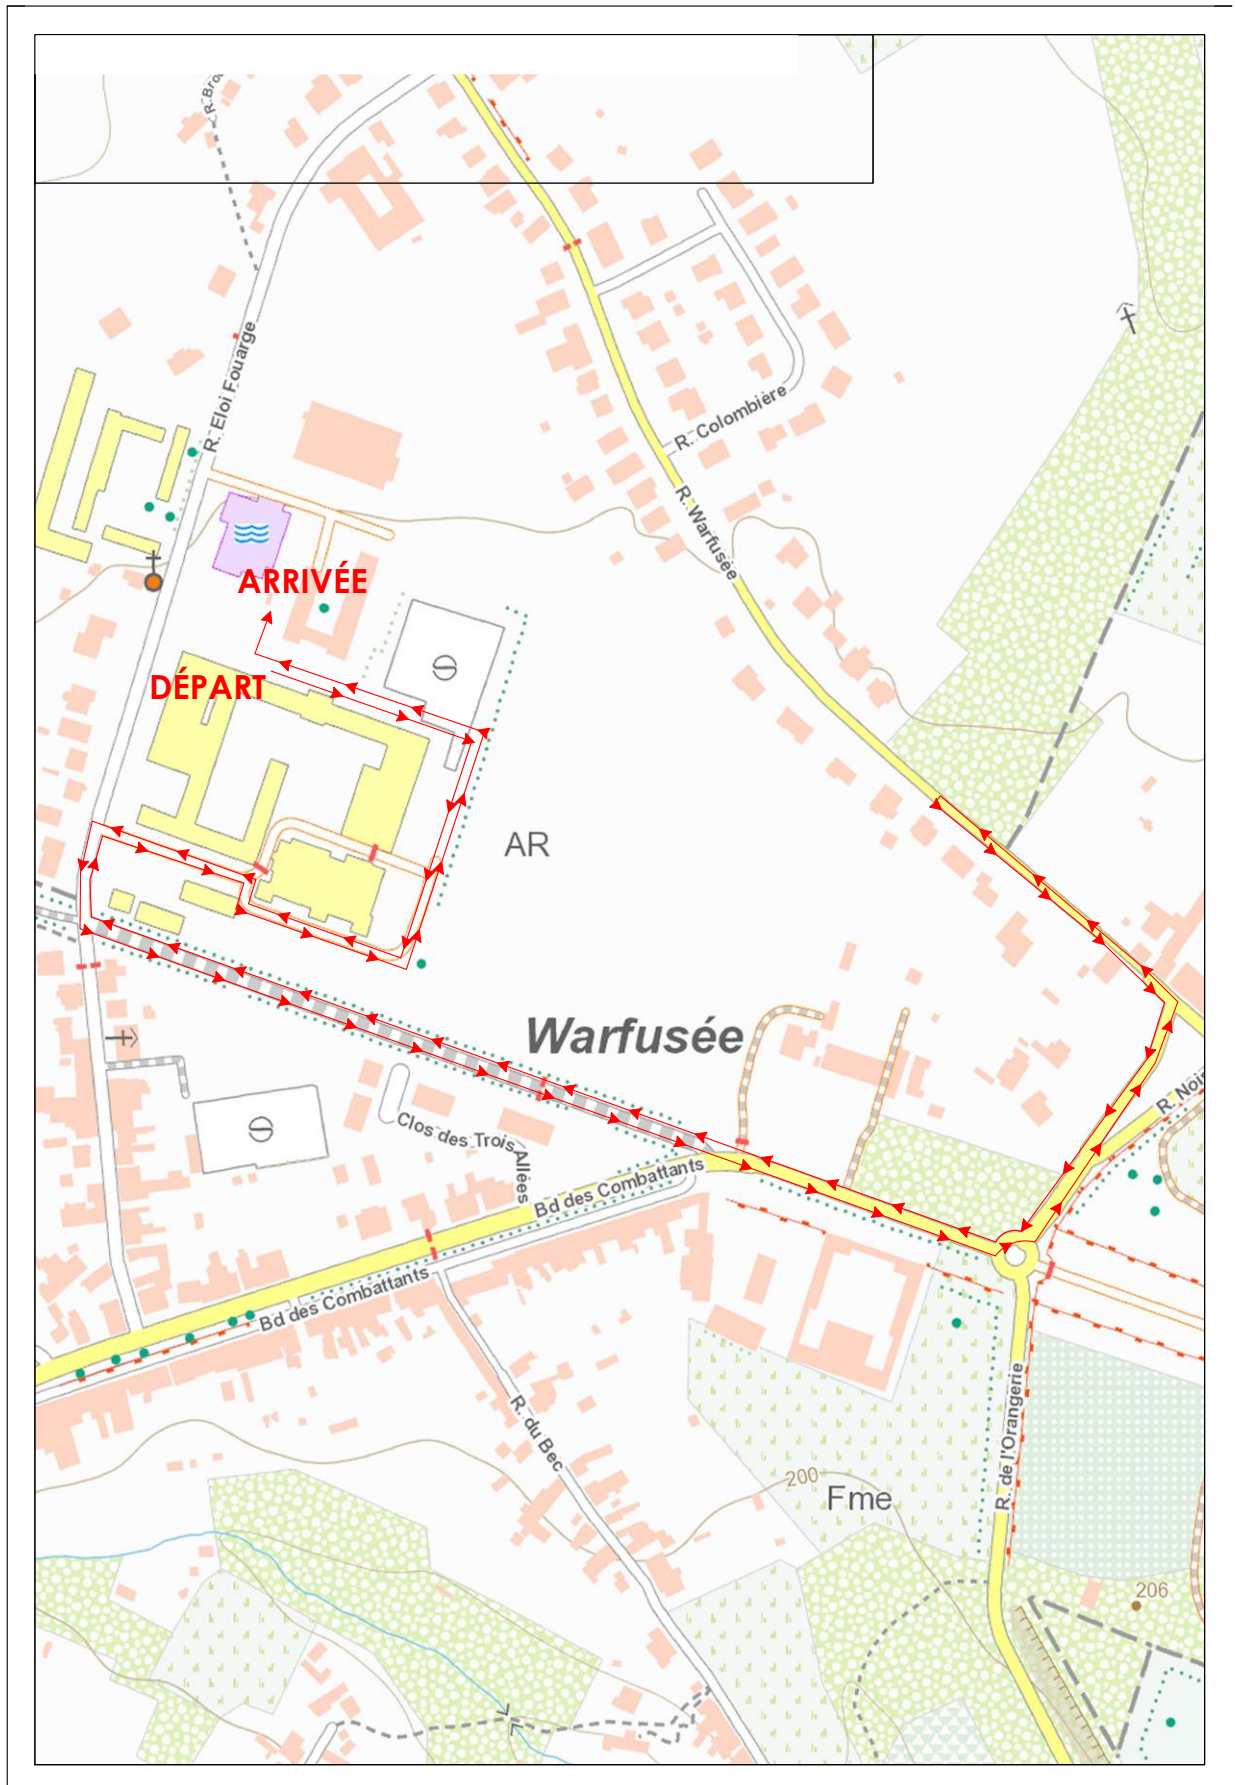 R. Bro
R. Eloi Fouarge
R. Colombière
R. Warfusée
ARRIVÉE
DÉPART
AR
Warfusée
R. Nois
Clos des Trois
Allées
Bd des Combattants
Bd des Combattants
R. du Bec
R. de l'Orangerie
200
Fme
206